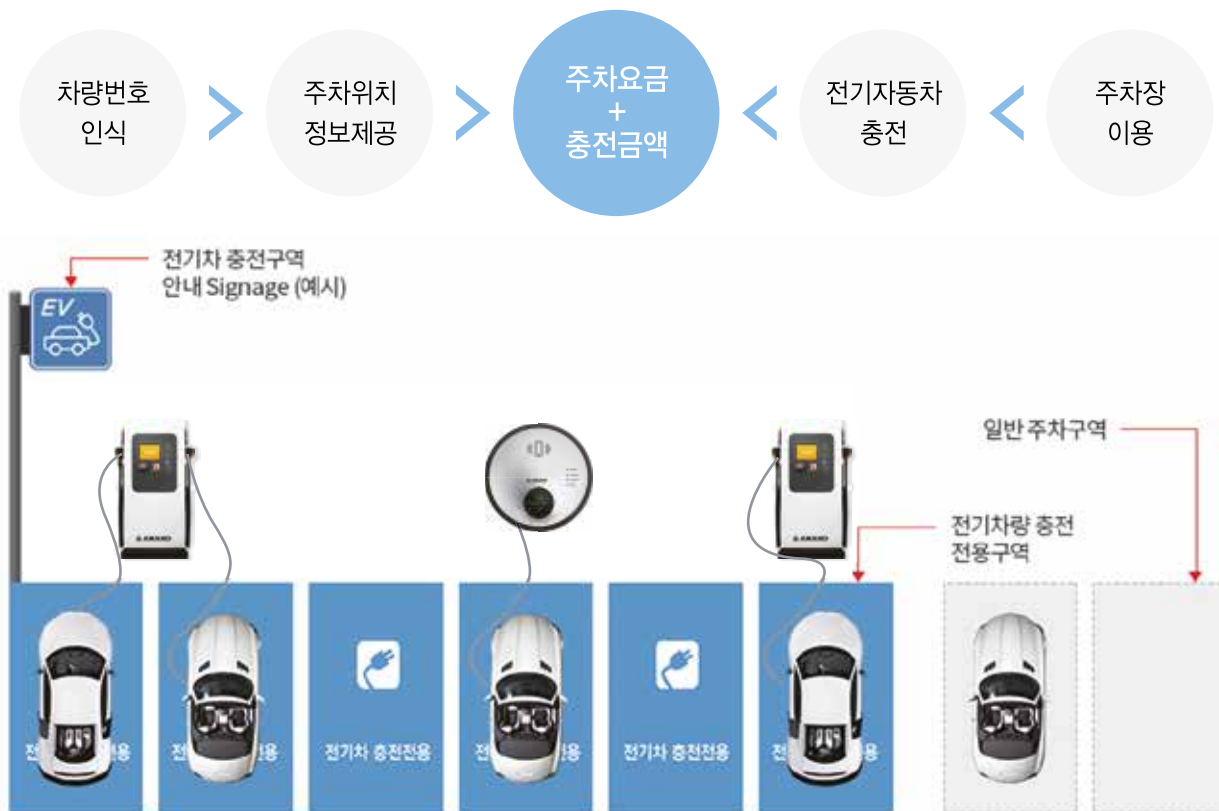 차량번호
인식
주차위치
정보제공
주차요금
+
충전금액
전기자동차
충전
주차장
이용
전기차 충전구역
안내 Signage (예시)
EV
일반 주차구역
전기차량 충전
전용구역
전기차 충전전용
전기차 충전전용